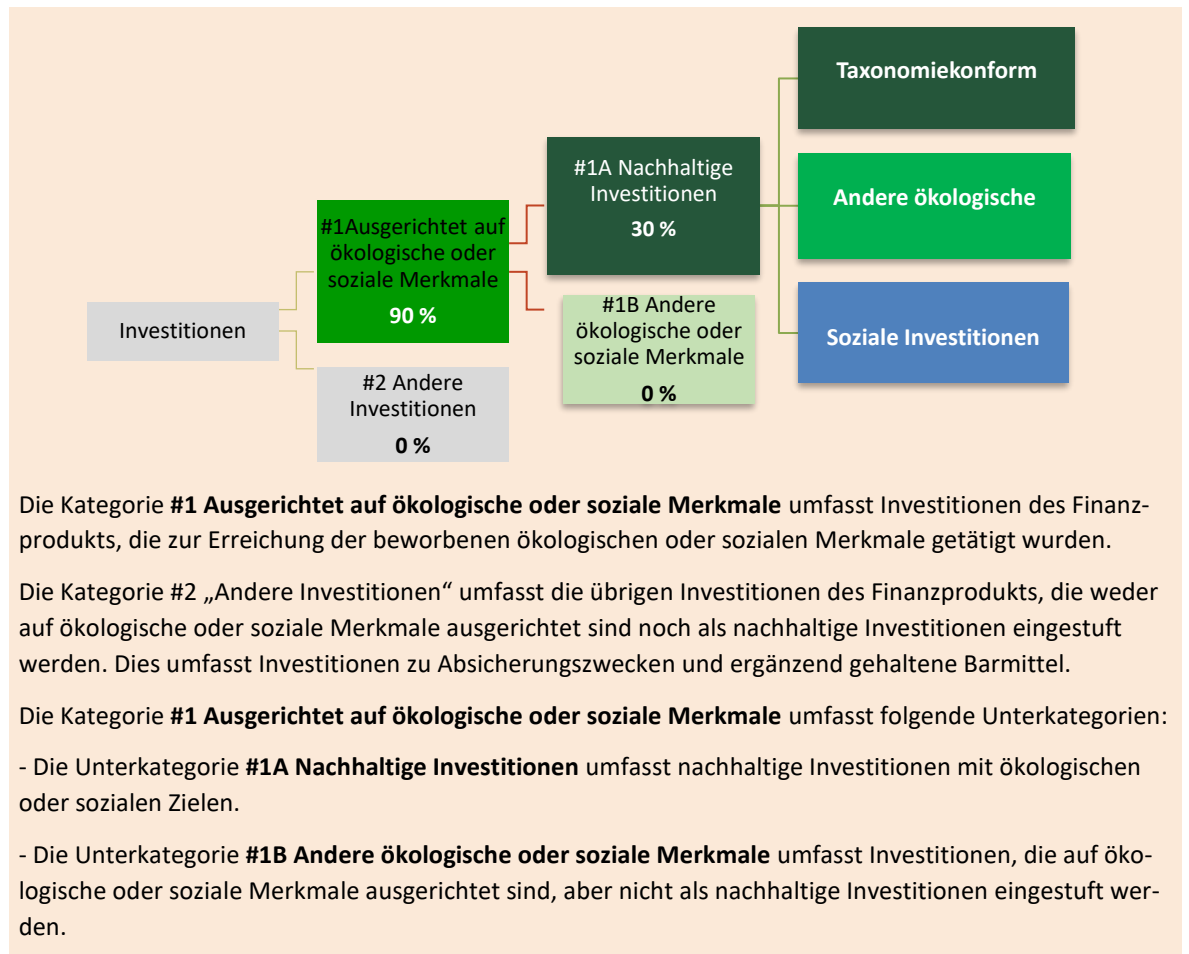 Taxonomiekonform
#1A Nachhaltige
Investitionen
30 %
Andere ökologische
#1Ausgerichtet auf
ökologische oder
soziale Merkmale
90 %
#1B Andere
ökologische oder
soziale Merkmale
0 %
Soziale Investitionen
Investitionen
#2 Andere
Investitionen
0 %
Die Kategorie #1 Ausgerichtet auf ökologische oder soziale Merkmale umfasst Investitionen des Finanz-
produkts, die zur Erreichung der beworbenen ökologischen oder sozialen Merkmale getätigt wurden.
Die Kategorie #2 „Andere Investitionen“ umfasst die übrigen Investitionen des Finanzprodukts, die weder
auf ökologische oder soziale Merkmale ausgerichtet sind noch als nachhaltige Investitionen eingestuft
werden. Dies umfasst Investitionen zu Absicherungszwecken und ergänzend gehaltene Barmittel.
Die Kategorie #1 Ausgerichtet auf ökologische oder soziale Merkmale umfasst folgende Unterkategorien:
- Die Unterkategorie #1A Nachhaltige Investitionen umfasst nachhaltige Investitionen mit ökologischen
oder sozialen Zielen.
- Die Unterkategorie #1B Andere ökologische oder soziale Merkmale umfasst Investitionen, die auf öko-
logische oder soziale Merkmale ausgerichtet sind, aber nicht als nachhaltige Investitionen eingestuft wer-
den.